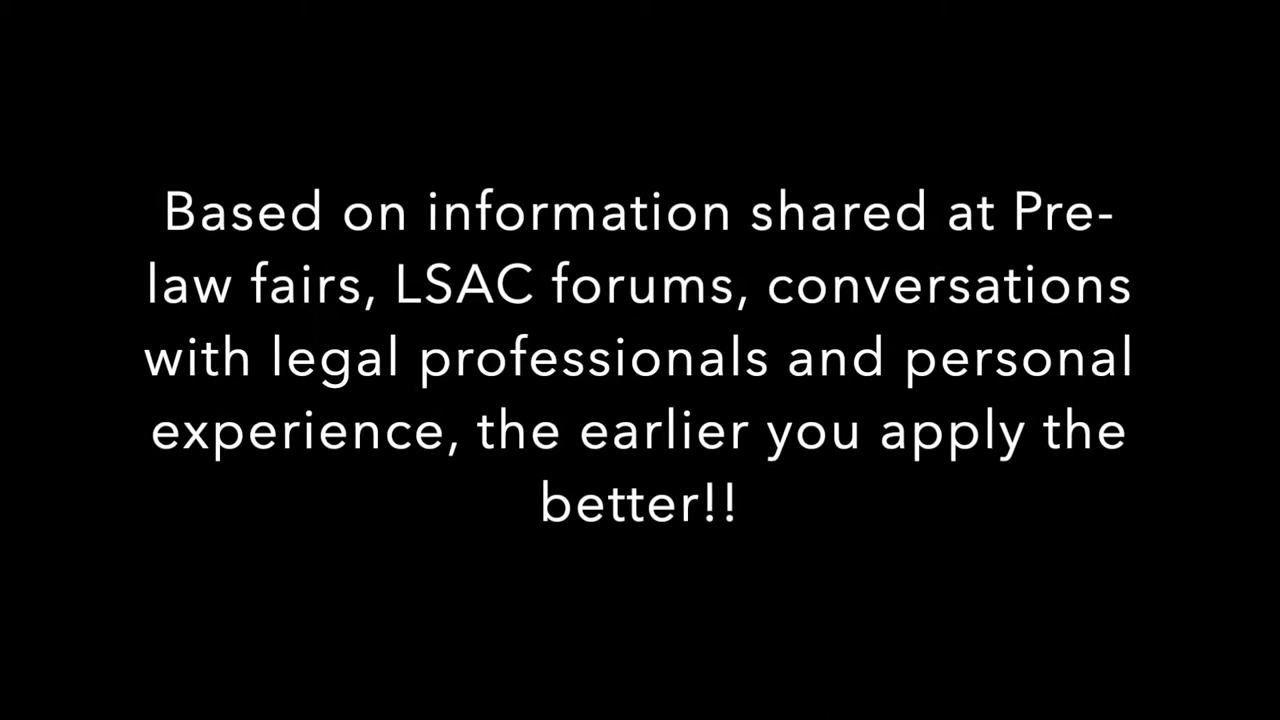 Based on information shared at Pre-
law fairs, LSAC forums, conversations
with legal professionals and personal
experience, the earlier you apply the
better!!